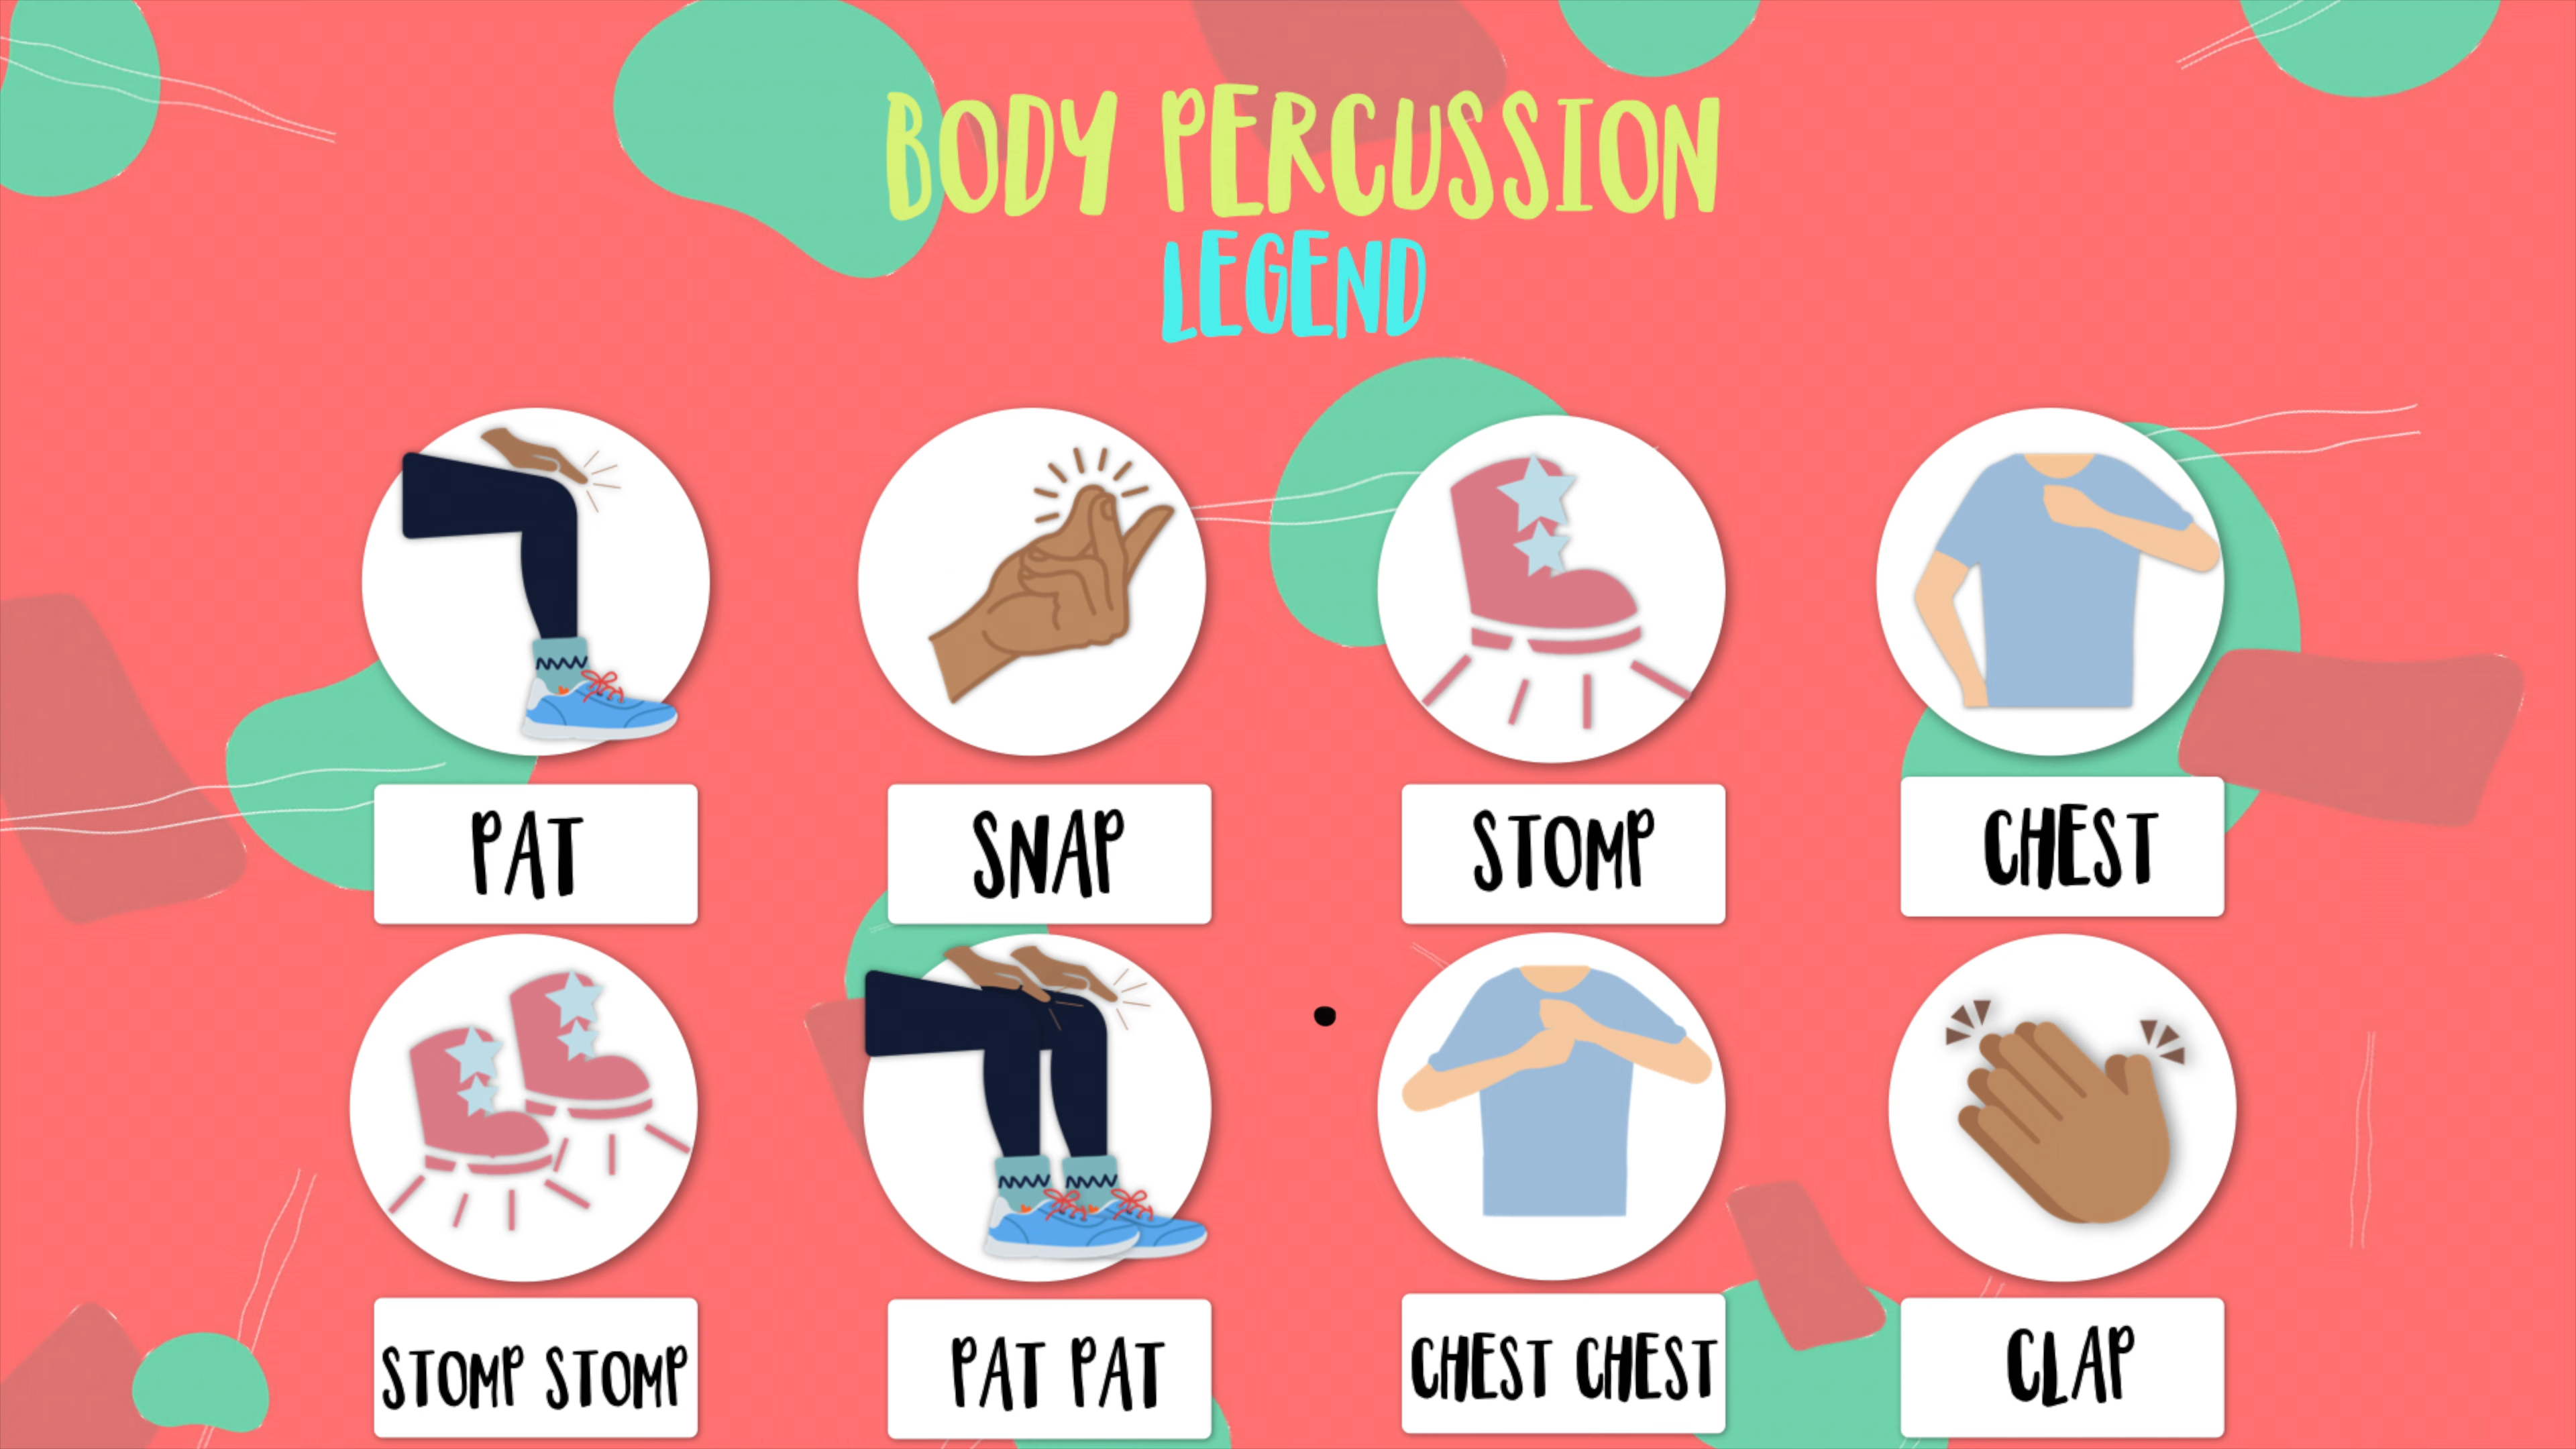 BODY PERCUSSION
LEGEND
PAT
SNAP
STOMP
CHEST
STOMP STOMP
PAT PAT
CHEST CHEST
CLAP